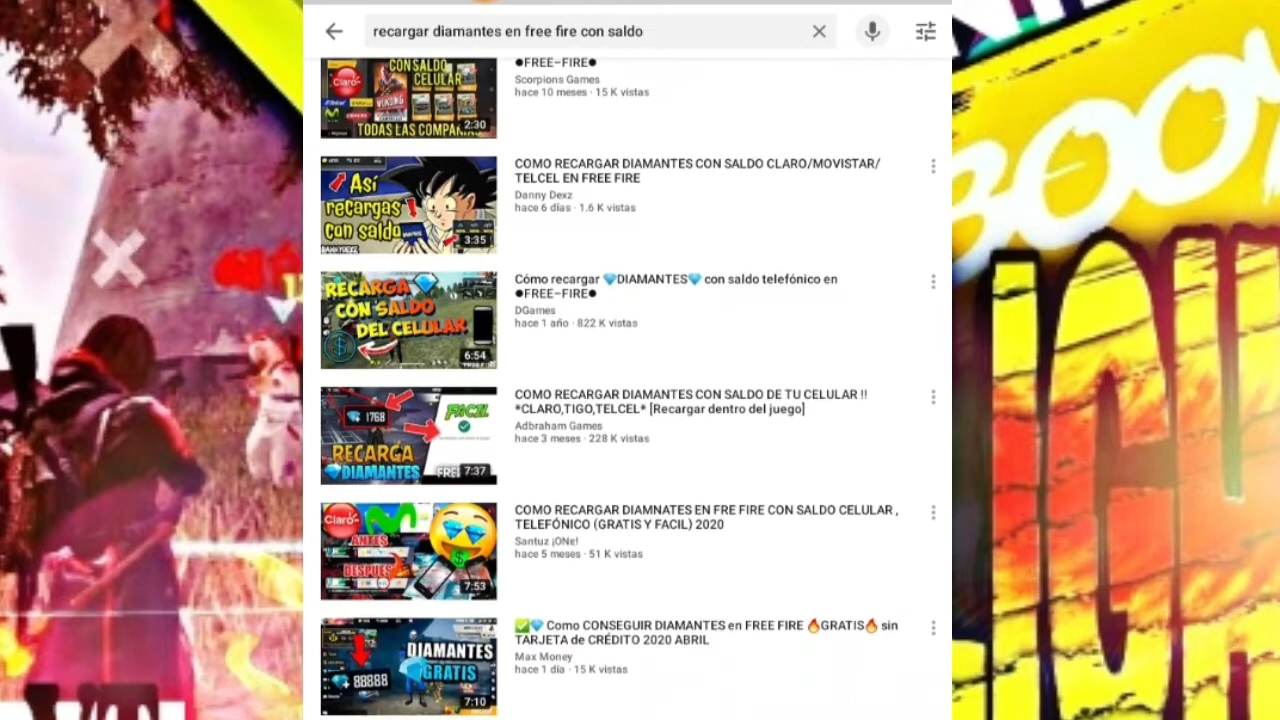 recargar diamantes en free fire con saldo
CON SALDO
CELULAR
Claro
TODAS LAS COMPAÑIAS
2:30
●FREE-FIRE●
Scorpions Games
hace 10 meses · 15 K vistas
Así
recargas
con saldo
DANNYDEXZ
3:35
COMO RECARGAR DIAMANTES CON SALDO CLARO/MOVISTAR/
TELCEL EN FREE FIRE
Danny Dexz
hace 6 días · 1.6 K vistas
RECARGA
CON SALDO
DEL CELULAR
6:54
Cómo recargar 💎DIAMANTES💎 con saldo telefónico en
●FREE-FIRE●
DGames
hace 1 año · 822 K vistas
1768
FÁCIL
RECARGA
DIAMANTES
FREE
7:37
COMO RECARGAR DIAMANTES CON SALDO DE TU CELULAR !!
*CLARO,TIGO,TELCEL* [Recargar dentro del juego]
Adbraham Games
hace 3 meses · 228 K vistas
Claro
ANTES
DESPUES
7:53
COMO RECARGAR DIAMNATES EN FRE FIRE CON SALDO CELULAR ,
TELEFÓNICO (GRATIS Y FACIL) 2020
Santuz ¡ONE!
hace 5 meses · 51 K vistas
DIAMANTES
GRATIS
88888
7:10
✅💎 Como CONSEGUIR DIAMANTES en FREE FIRE 🔥GRATIS🔥 sin
TARJETA de CRÉDITO 2020 ABRIL
Max Money
hace 1 día · 15 K vistas